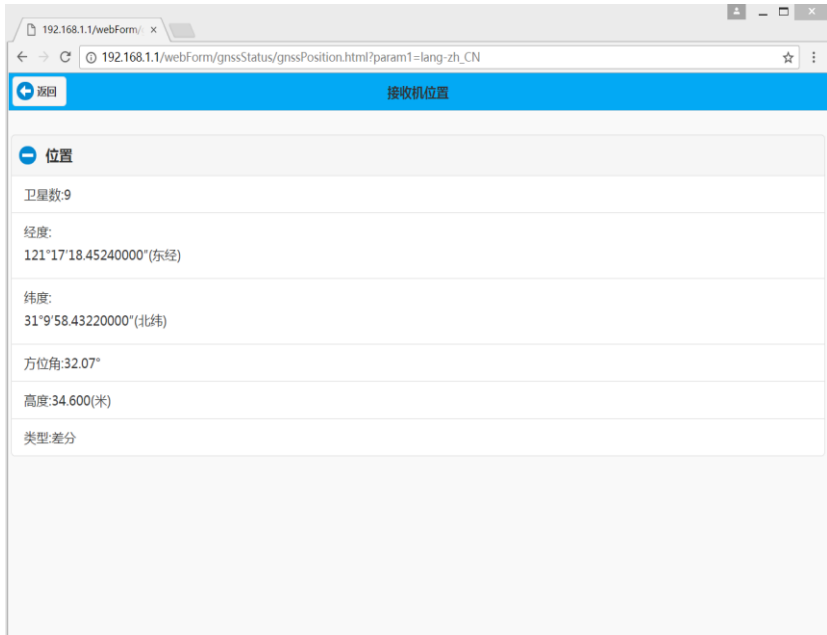 192.168.1.1/webForm/
192.168.1.1/webForm/gnssStatus/gnssPosition.html?param1=lang-zh_CN
返回
接收机位置
位置
卫星数:9
经度:
121°17'18.45240000"(东经)
纬度:
31°9'58.43220000"(北纬)
方位角:32.07°
高度:34.600(米)
类型:差分